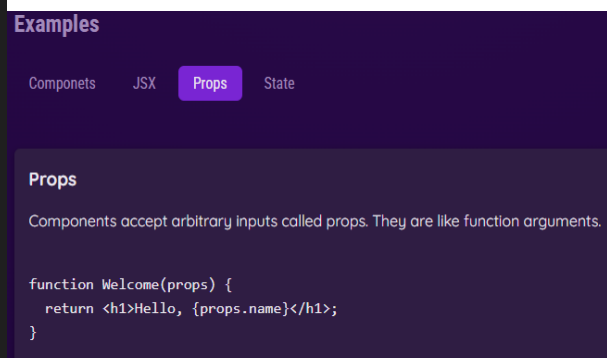 Examples
Componets JSX Props State
Props
Components accept arbitrary inputs called props. They are like function arguments.
function Welcome(props) {
  return <h1>Hello, {props.name}</h1>;
}